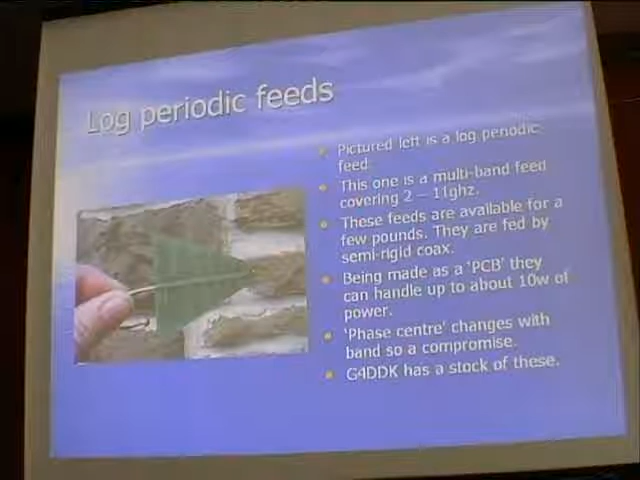 Log periodic feeds
Pictured left is a log periodic
feed.
This one is a multi-band feed
covering 2 – 11ghz.
These feeds are available for a
few pounds. They are fed by
semi-rigid coax.
Being made as a 'PCB' they
can handle up to about 10w of
power.
'Phase centre' changes with
band so a compromise.
G4DDK has a stock of these.